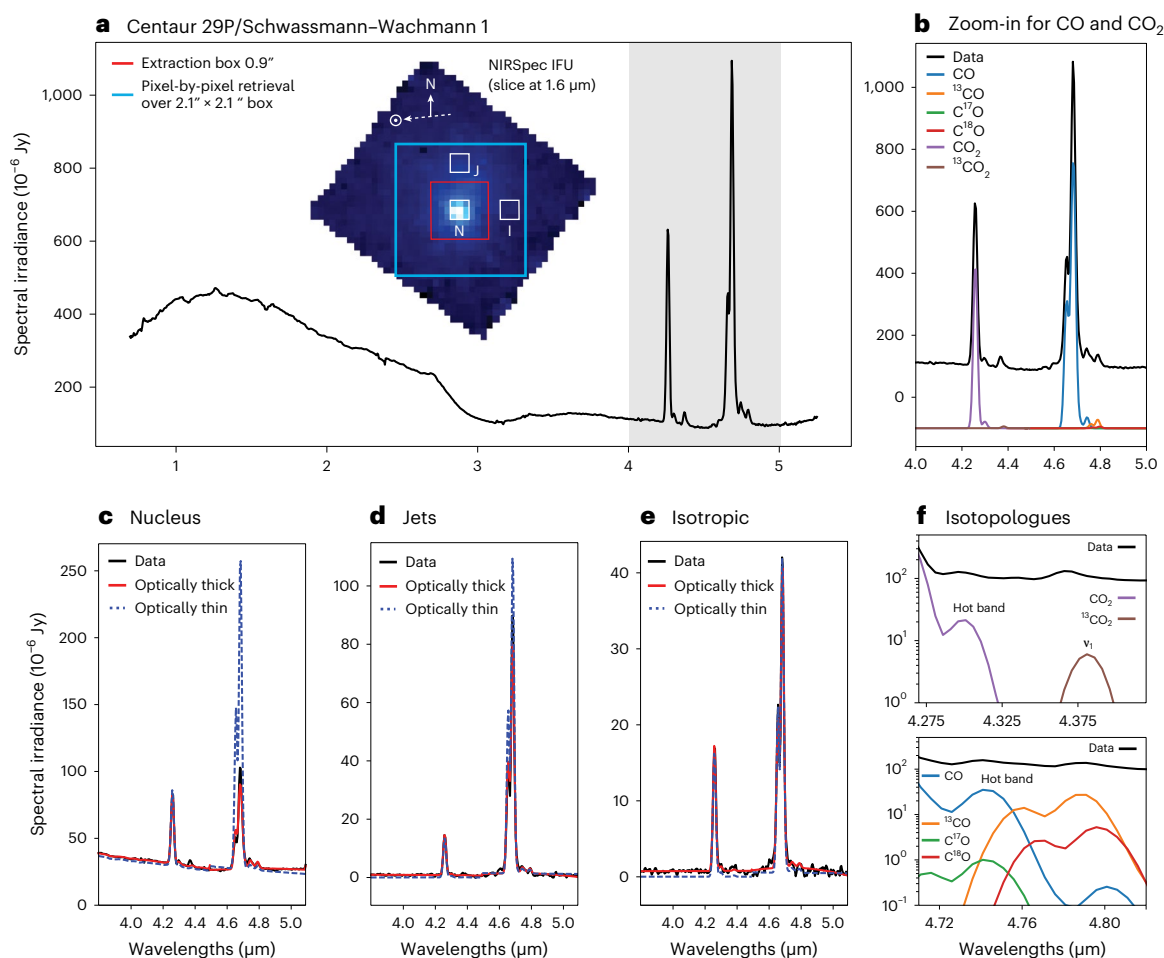 a Centaur 29P/Schwassmann–Wachmann 1
Spectral irradiance (10⁻⁶ Jy)
1,000
800
600
400
200
1
2
3
4
5
Extraction box 0.9″
Pixel-by-pixel retrieval
over 2.1″ × 2.1 ″ box
NIRSpec IFU
(slice at 1.6 μm)
N
J
N
I
b Zoom-in for CO and CO₂
Data
CO
¹³CO
C¹⁷O
C¹⁸O
CO₂
¹³CO₂
1,000
800
600
400
200
0
4.0 4.2 4.4 4.6 4.8 5.0
c Nucleus
Data
Optically thick
Optically thin
Spectral irradiance (10⁻⁶ Jy)
250
200
150
100
50
0
4.0 4.2 4.4 4.6 4.8 5.0
Wavelengths (μm)
d Jets
Data
Optically thick
Optically thin
100
80
60
40
20
0
4.0 4.2 4.4 4.6 4.8 5.0
Wavelengths (μm)
e Isotropic
Data
Optically thick
Optically thin
40
30
20
10
0
4.0 4.2 4.4 4.6 4.8 5.0
Wavelengths (μm)
f Isotopologues
Data
CO₂
¹³CO₂
Hot band
ν₁
10²
10¹
10⁰
4.275 4.325 4.375
Data
CO
Hot band
¹³CO
C¹⁷O
C¹⁸O
10²
10¹
10⁰
10⁻¹
4.72 4.76 4.80
Wavelengths (μm)